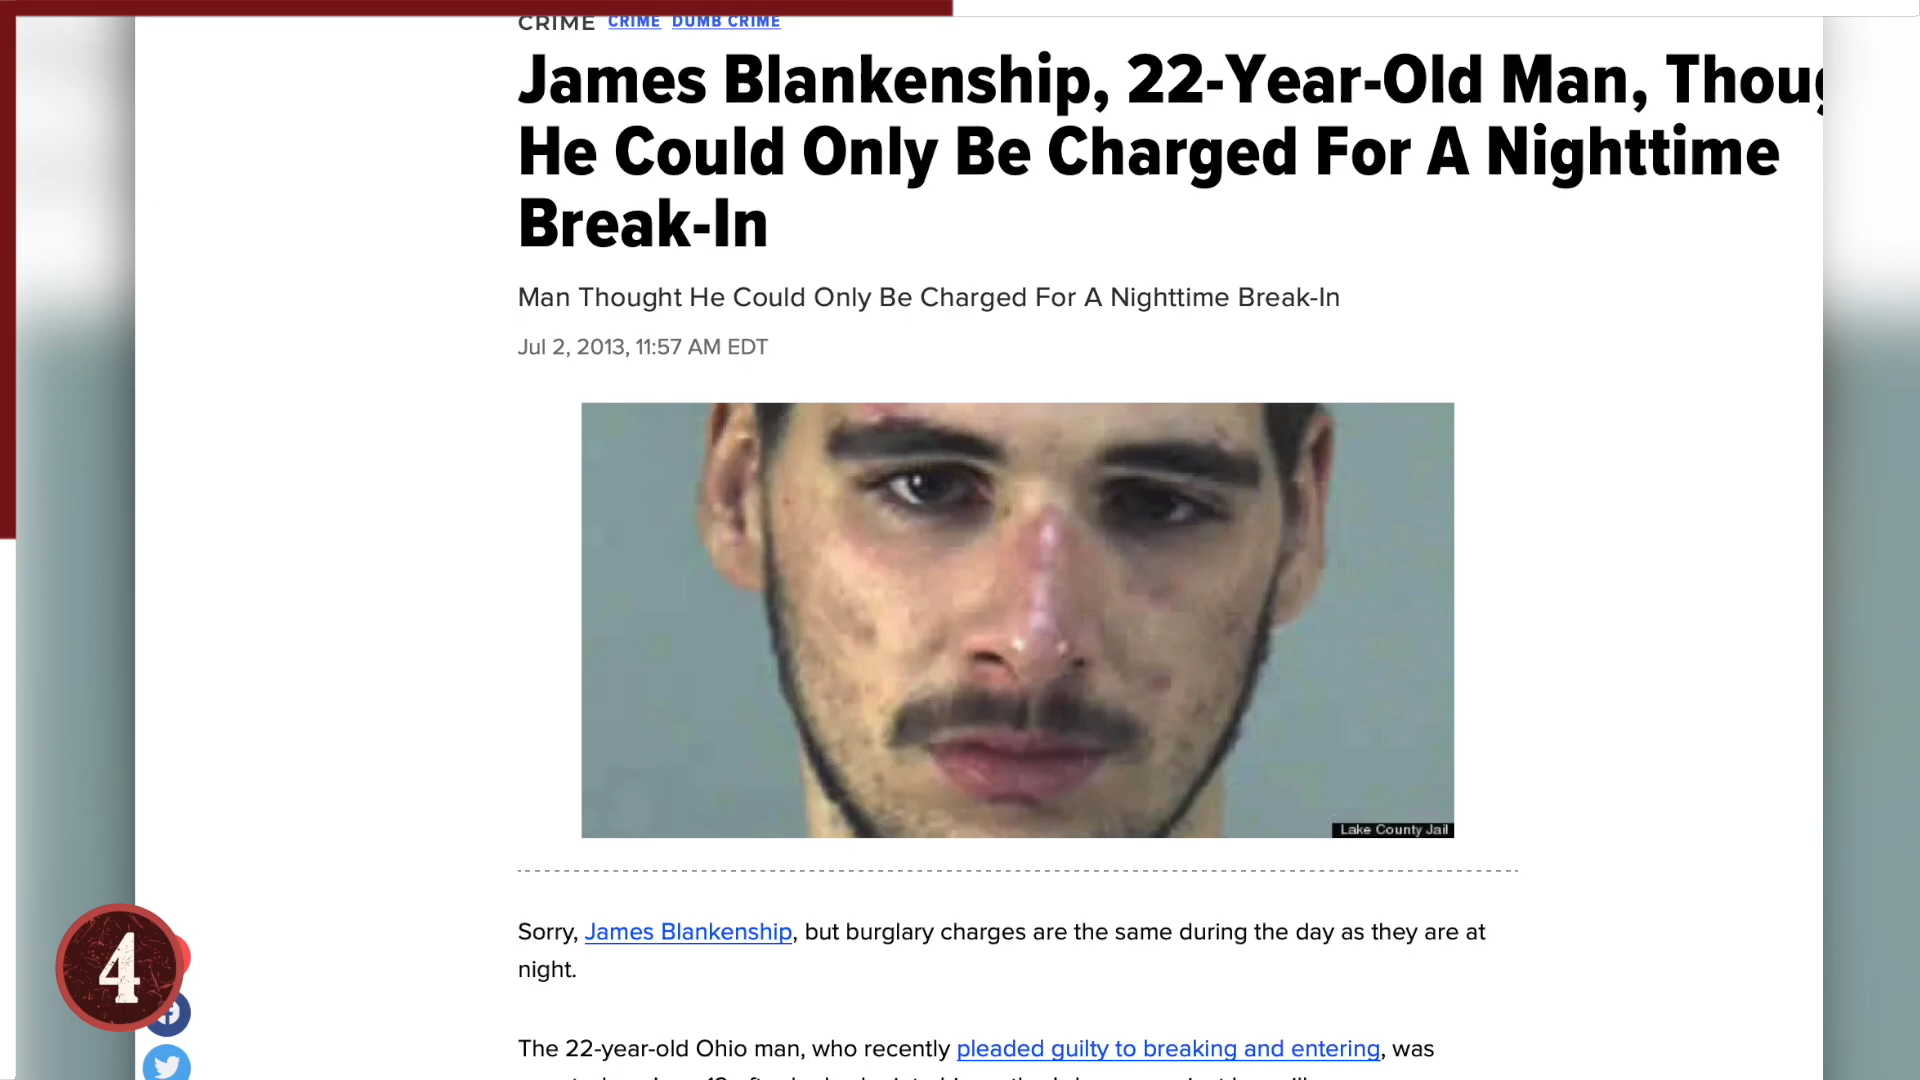 CRIME CRIME DUMB CRIME
James Blankenship, 22-Year-Old Man,
He Could Only Be Charged For A Nighttime
Break-In
Man Thought He Could Only Be Charged For A Nighttime Break-In
Jul 2, 2013, 11:57 AM EDT
Lake County Jail
Sorry, James Blankenship, but burglary charges are the same during the day as they are at
night.
The 22-year-old Ohio man, who recently pleaded guilty to breaking and entering, was
4